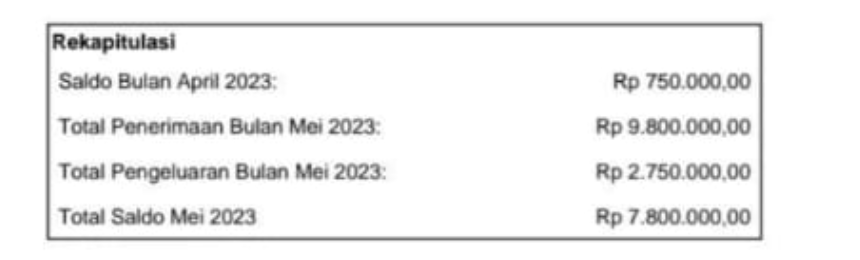 Rekapitulasi
Saldo Bulan April 2023: Rp 750.000,00
Total Penerimaan Bulan Mei 2023: Rp 9.800.000,00
Total Pengeluaran Bulan Mei 2023: Rp 2.750.000,00
Total Saldo Mei 2023 Rp 7.800.000,00